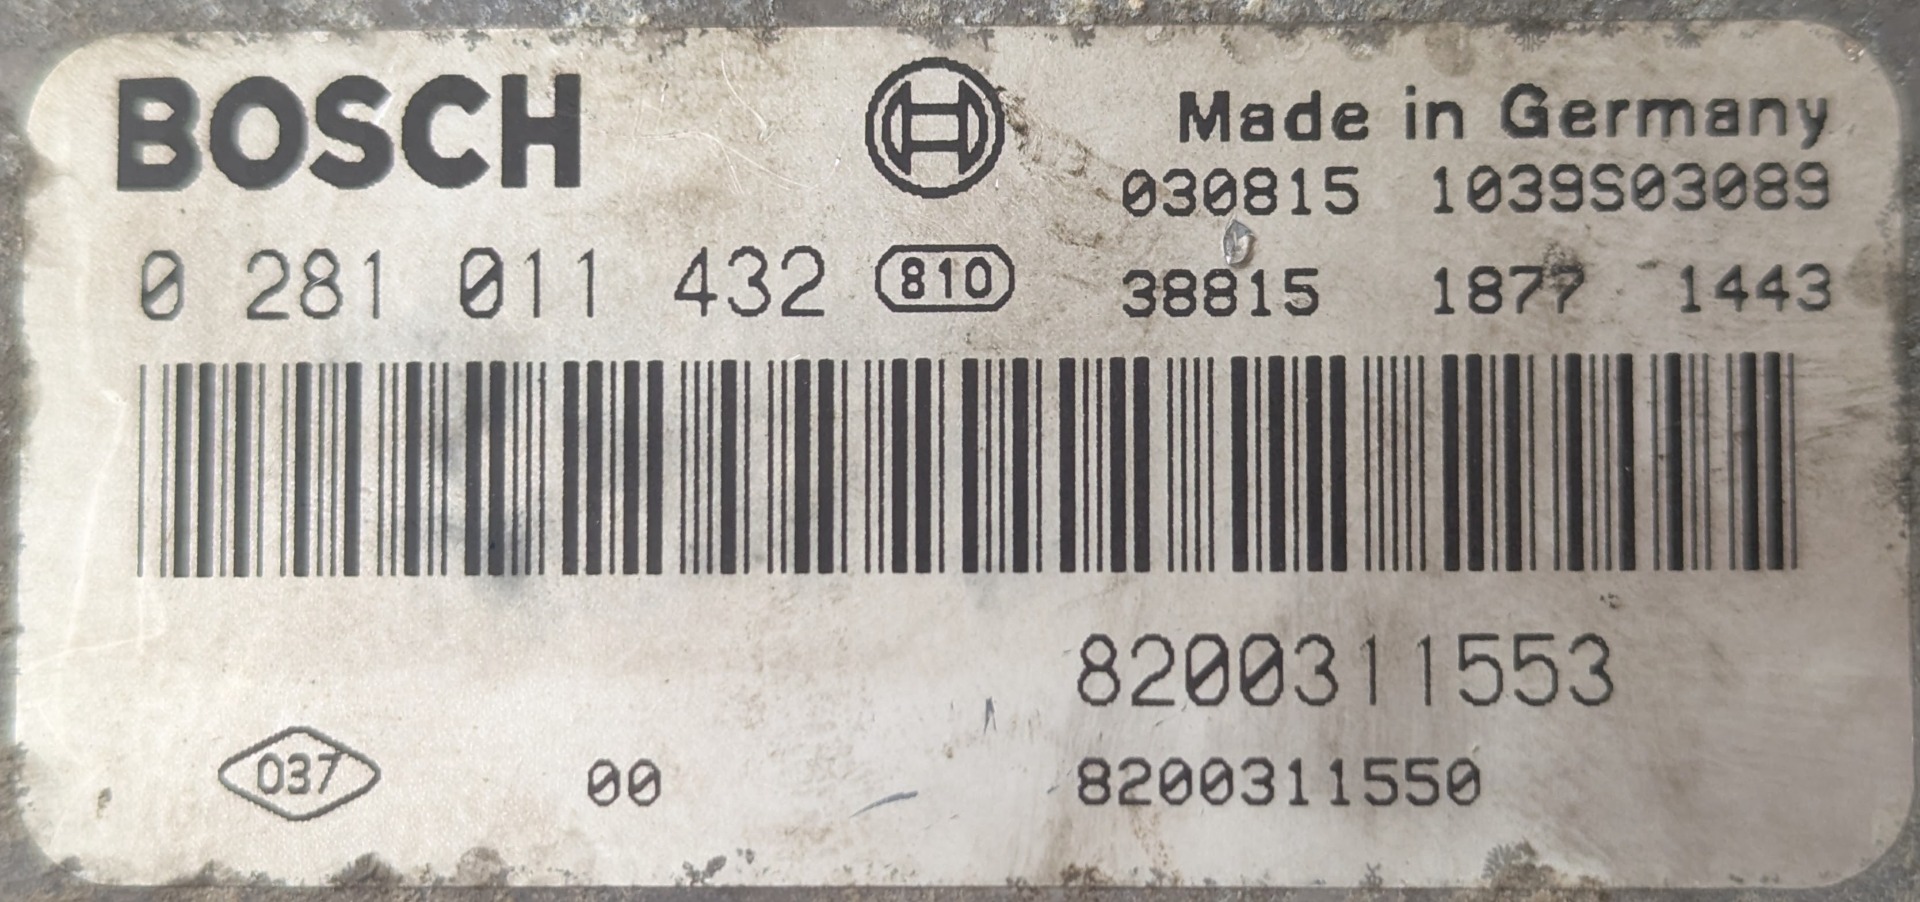 BOSCH
Made in Germany
030815 1039S03089
0 281 011 432 810 38815 1877 1443
8200311553
037 00 8200311550